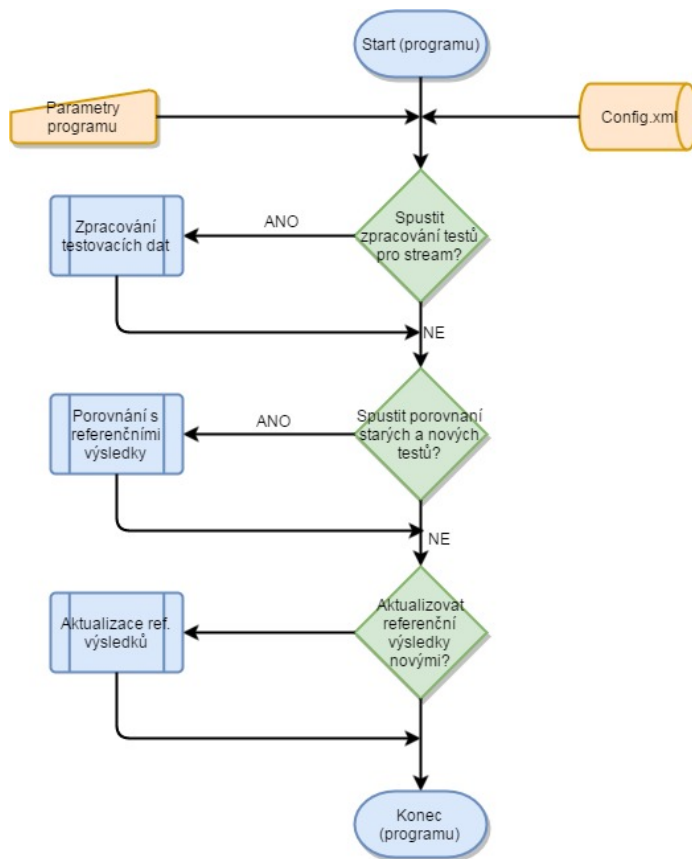 Start (programu)
Parametry
programu
Config.xml
Spustit
zpracování testů
pro stream?
ANO
Zpracování
testovacích dat
NE
Spustit porovnaní
starých a nových
testů?
ANO
Porovnání s
referenčními
výsledky
NE
Aktualizovat
referenční
výsledky
novými?
Aktualizace ref.
výsledků
Konec
(programu)